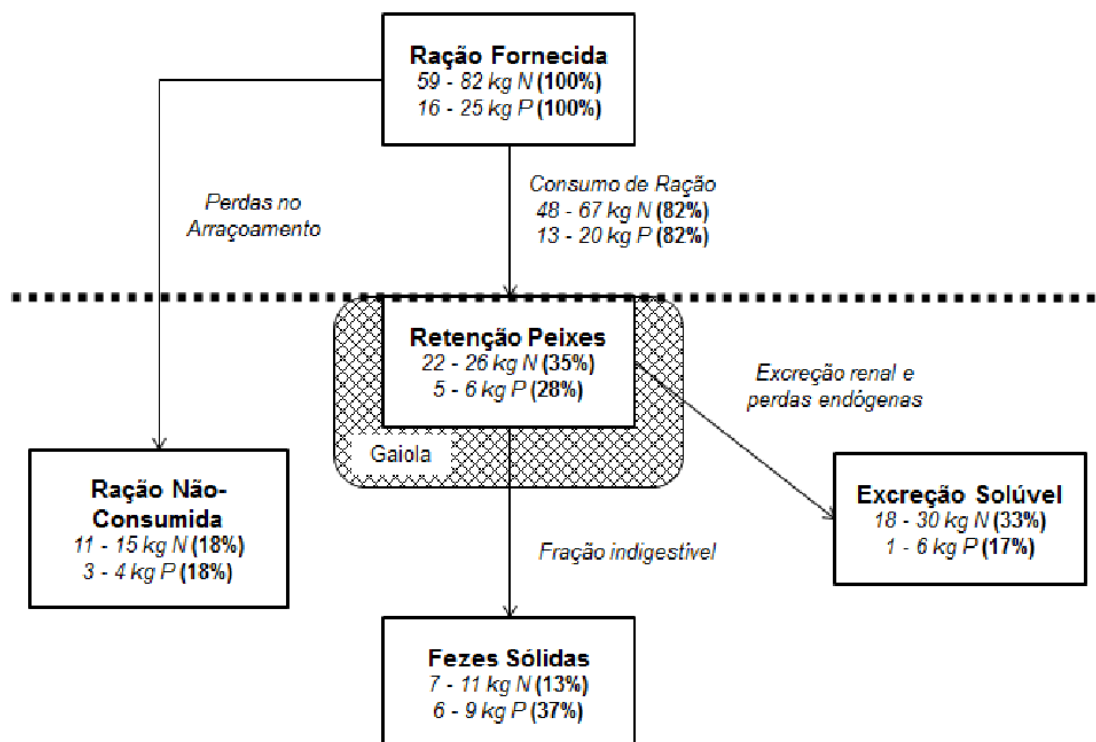 Ração Fornecida
59 - 82 kg N (100%)
16 - 25 kg P (100%)
Perdas no
Arraçoamento
Consumo de Ração
48 - 67 kg N (82%)
13 - 20 kg P (82%)
Retenção Peixes
22 - 26 kg N (35%)
5 - 6 kg P (28%)
Gaiola
Excreção renal e
perdas endógenas
Ração Não-
Consumida
11 - 15 kg N (18%)
3 - 4 kg P (18%)
Excreção Solúvel
18 - 30 kg N (33%)
1 - 6 kg P (17%)
Fração indigestível
Fezes Sólidas
7 - 11 kg N (13%)
6 - 9 kg P (37%)